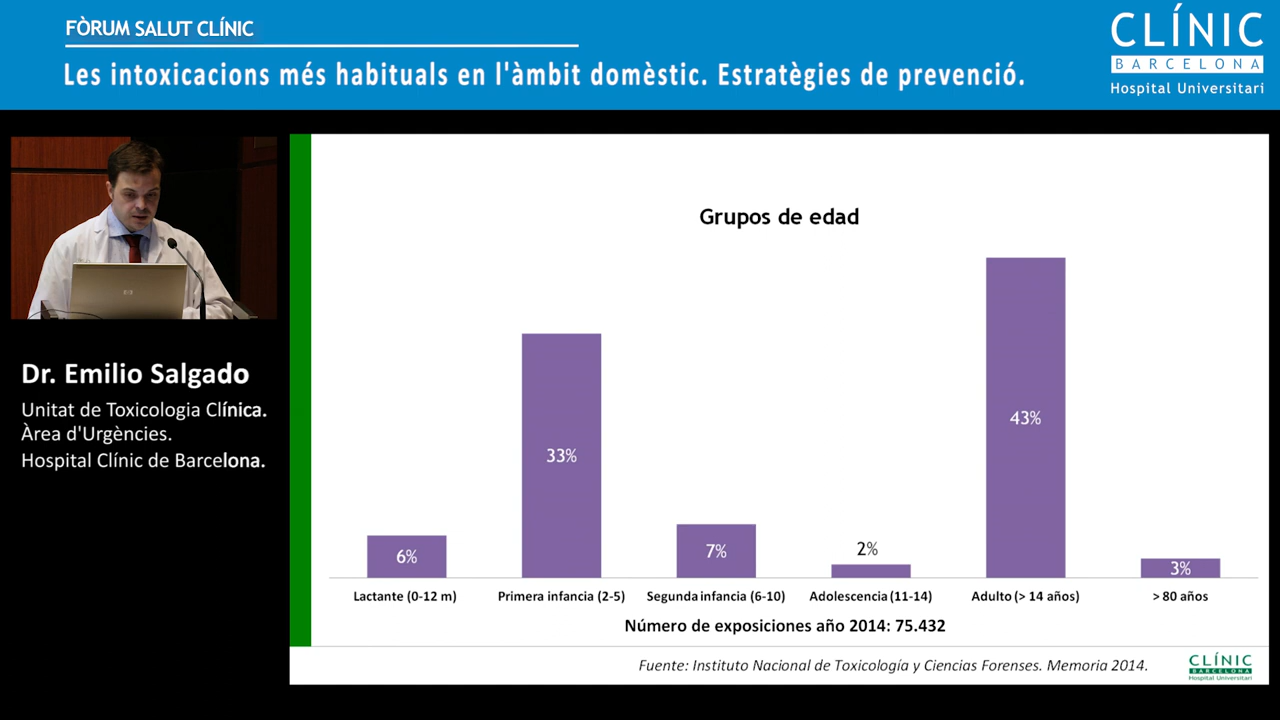 FÒRUM SALUT CLÍNIC
Les intoxicacions més habituals en l'àmbit domèstic. Estratègies de prevenció.
CLÍNIC
BARCELONA
Hospital Universitari
Dr. Emilio Salgado
Unitat de Toxicologia Clínica.
Àrea d'Urgències.
Hospital Clínic de Barcelona.
Grupos de edad
6%
33%
7%
2%
43%
3%
Lactante (0-12 m)
Primera infancia (2-5)
Segunda infancia (6-10)
Adolescencia (11-14)
Adulto (> 14 años)
> 80 años
Número de exposiciones año 2014: 75.432
Fuente: Instituto Nacional de Toxicología y Ciencias Forenses. Memoria 2014.
CLÍNIC
BARCELONA
Hospital Universitari